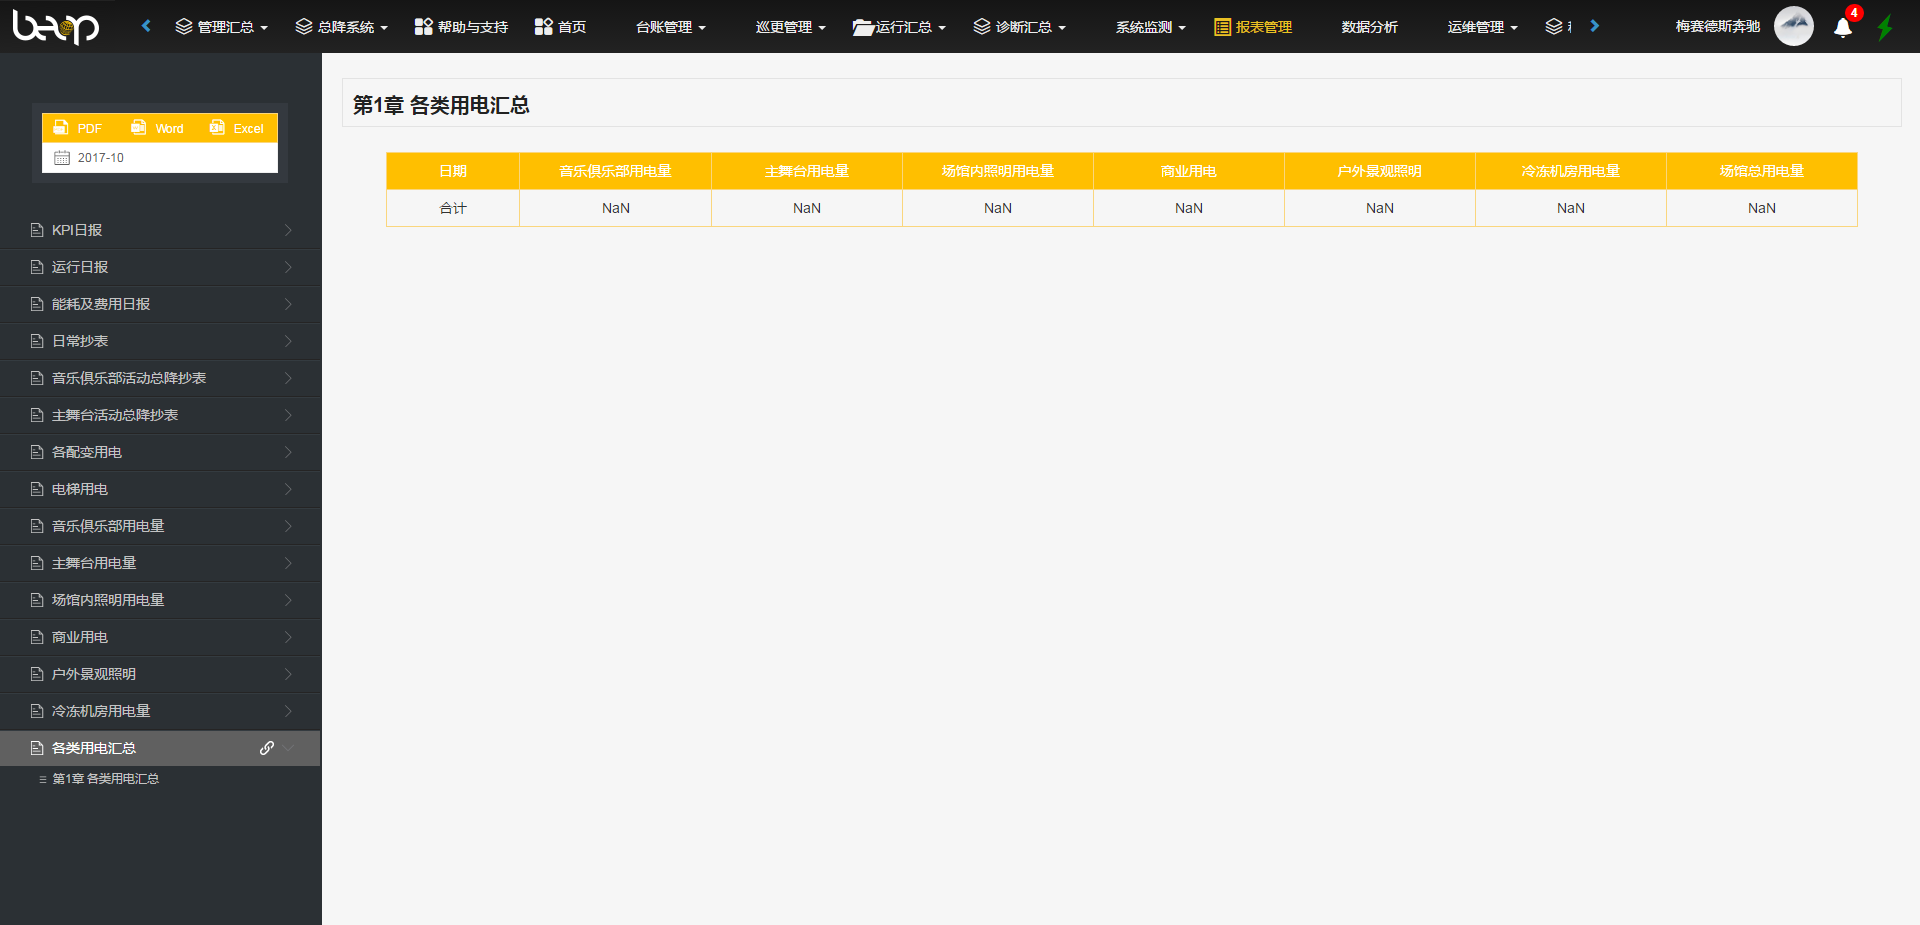 beop
管理汇总
总降系统
帮助与支持
首页
台账管理
巡更管理
运行汇总
诊断汇总
系统监测
报表管理
数据分析
运维管理
梅赛德斯奔驰
4
PDF Word Excel
2017-10
KPI日报
运行日报
能耗及费用日报
日常抄表
音乐俱乐部活动总降抄表
主舞台活动总降抄表
各配变用电
电梯用电
音乐俱乐部用电量
主舞台用电量
场馆内照明用电量
商业用电
户外景观照明
冷冻机房用电量
各类用电汇总
第1章 各类用电汇总
第1章 各类用电汇总
日期 音乐俱乐部用电量 主舞台用电量 场馆内照明用电量 商业用电 户外景观照明 冷冻机房用电量 场馆总用电量
合计 NaN NaN NaN NaN NaN NaN NaN